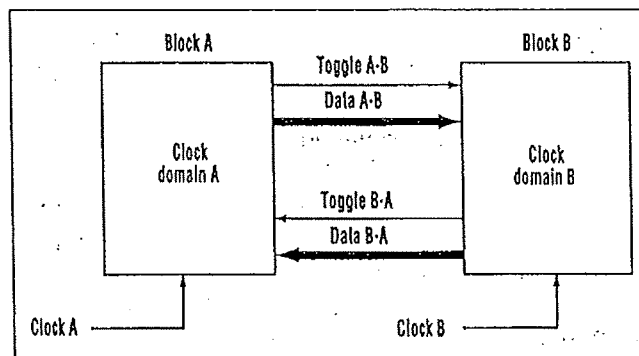 Block A
Block B
Toggle A-B
Data A-B
Clock
domain A
Clock
domain B
Toggle B-A
Data B-A
Clock A
Clock B